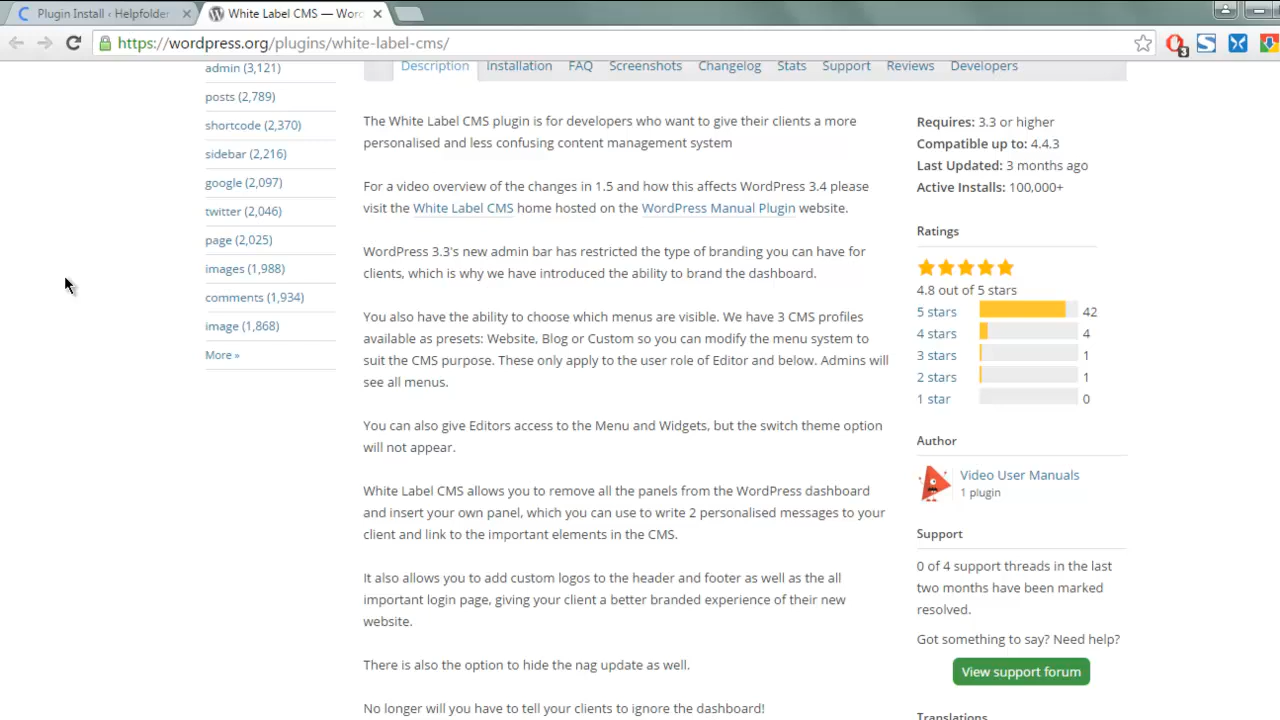 Plugin Install ‹ Helpfolder
White Label CMS — Word
https://wordpress.org/plugins/white-label-cms/
3
admin (3,121)
posts (2,789)
shortcode (2,370)
sidebar (2,216)
google (2,097)
twitter (2,046)
page (2,025)
images (1,988)
comments (1,934)
image (1,868)
More »
Description Installation FAQ Screenshots Changelog Stats Support Reviews Developers
The White Label CMS plugin is for developers who want to give their clients a more
personalised and less confusing content management system
For a video overview of the changes in 1.5 and how this affects WordPress 3.4 please
visit the White Label CMS home hosted on the WordPress Manual Plugin website.
WordPress 3.3's new admin bar has restricted the type of branding you can have for
clients, which is why we have introduced the ability to brand the dashboard.
You also have the ability to choose which menus are visible. We have 3 CMS profiles
available as presets: Website, Blog or Custom so you can modify the menu system to
suit the CMS purpose. These only apply to the user role of Editor and below. Admins will
see all menus.
You can also give Editors access to the Menu and Widgets, but the switch theme option
will not appear.
White Label CMS allows you to remove all the panels from the WordPress dashboard
and insert your own panel, which you can use to write 2 personalised messages to your
client and link to the important elements in the CMS.
It also allows you to add custom logos to the header and footer as well as the all
important login page, giving your client a better branded experience of their new
website.
There is also the option to hide the nag update as well.
No longer will you have to tell your clients to ignore the dashboard!
Requires: 3.3 or higher
Compatible up to: 4.4.3
Last Updated: 3 months ago
Active Installs: 100,000+
Ratings
4.8 out of 5 stars
5 stars 42
4 stars 4
3 stars 1
2 stars 1
1 star 0
Author
Video User Manuals
1 plugin
Support
0 of 4 support threads in the last
two months have been marked
resolved.
Got something to say? Need help?
View support forum
Translations